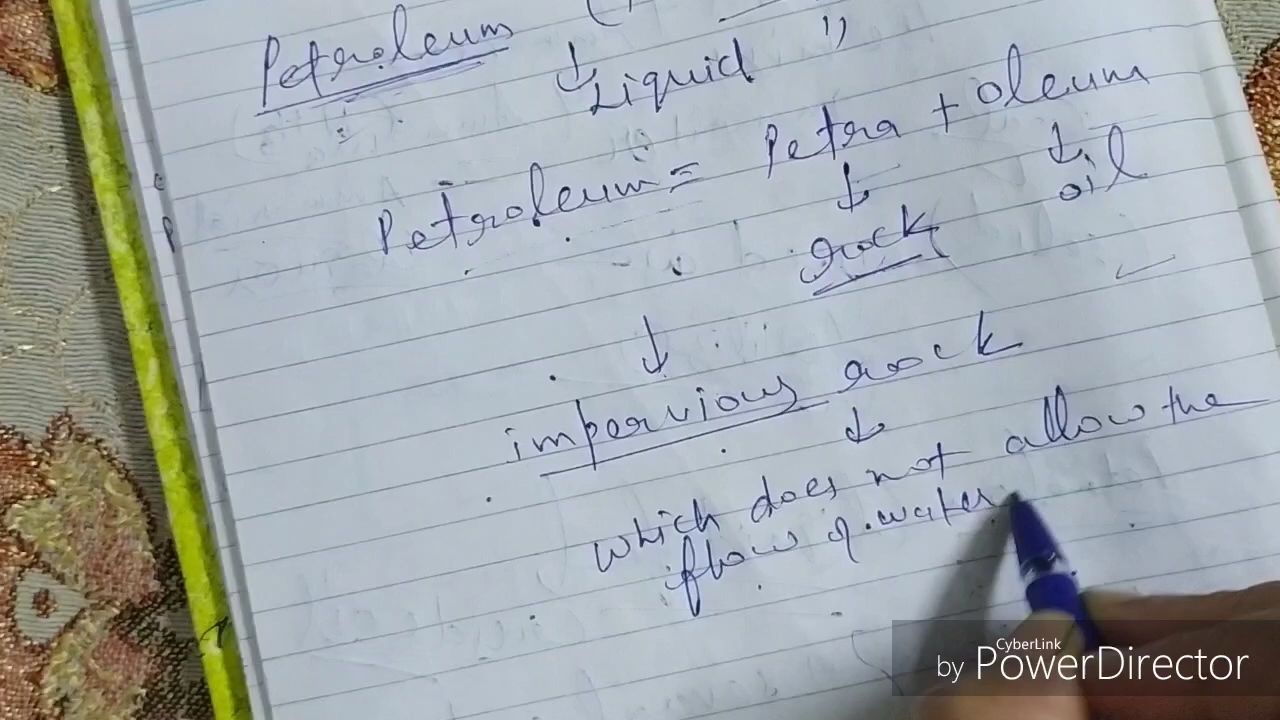 Petroleum (
↓
Liquid "
Petroleum = Petra + oleum
↓ ↓
rock oil
↓
impervious rock
↓
which does not allow the
flow of water
CyberLink
by PowerDirector